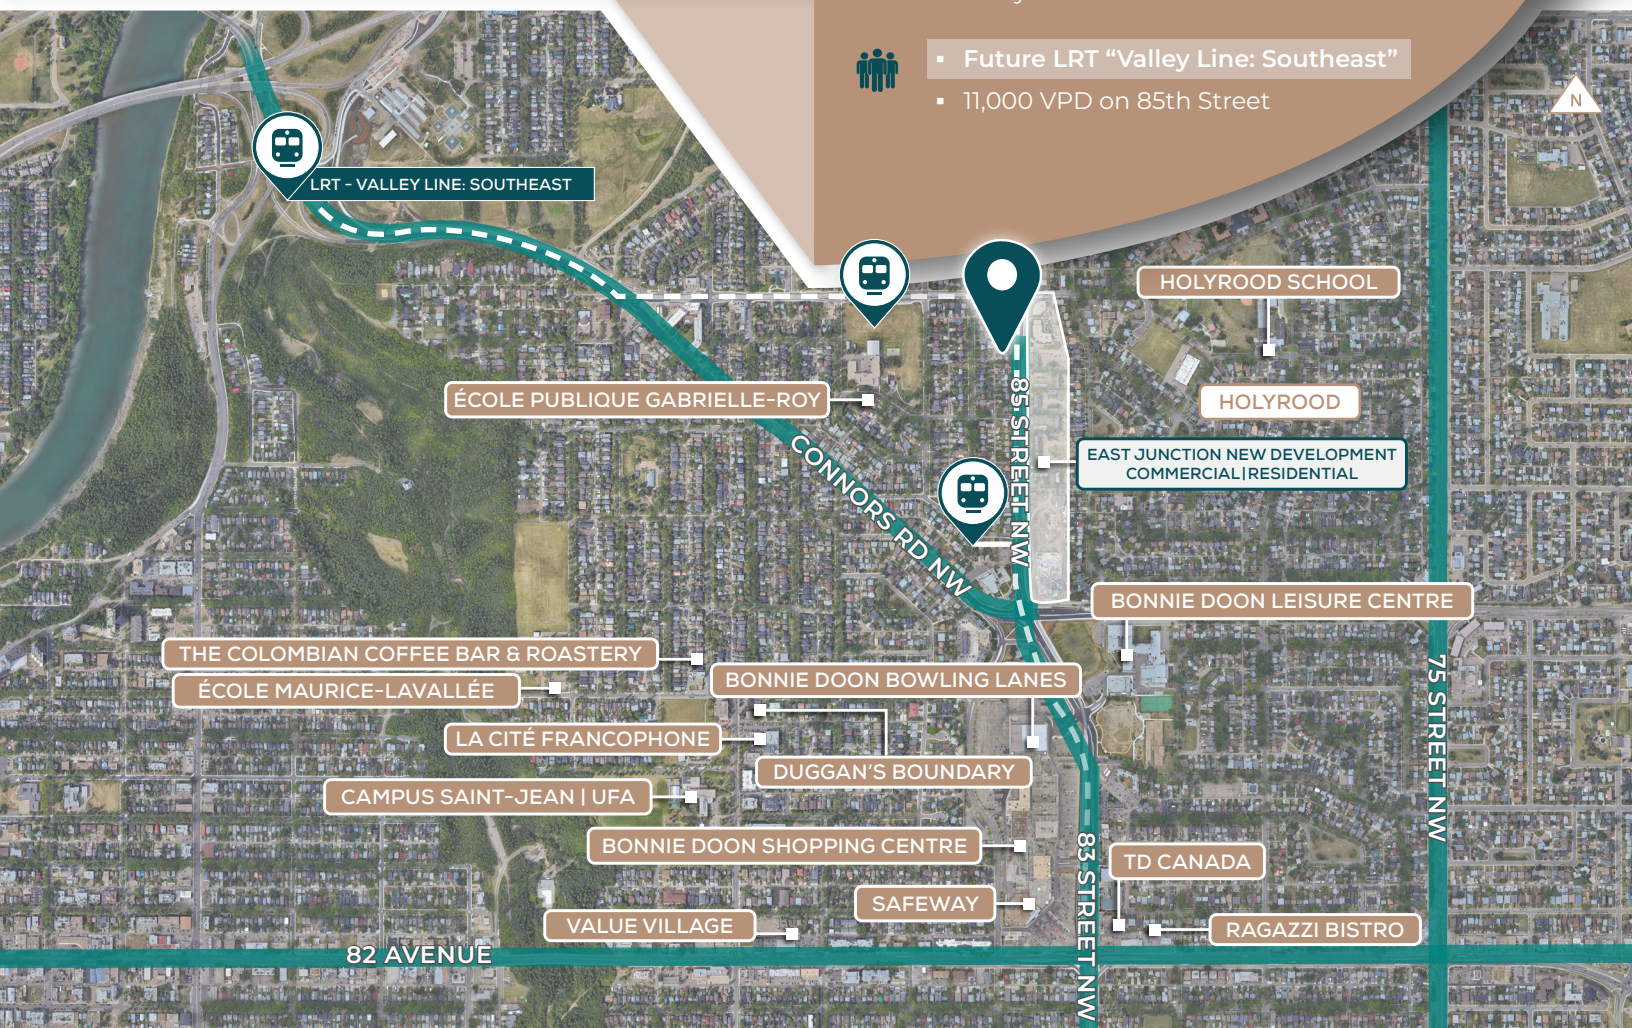 Future LRT “Valley Line: Southeast”
11,000 VPD on 85th Street
N
LRT - VALLEY LINE: SOUTHEAST
HOLYROOD SCHOOL
ÉCOLE PUBLIQUE GABRIELLE-ROY
HOLYROOD
85 STREET NW
EAST JUNCTION NEW DEVELOPMENT
COMMERCIAL|RESIDENTIAL
CONNORS RD NW
BONNIE DOON LEISURE CENTRE
THE COLOMBIAN COFFEE BAR & ROASTERY
BONNIE DOON BOWLING LANES
ÉCOLE MAURICE-LAVALLÉE
75 STREET NW
LA CITÉ FRANCOPHONE
DUGGAN'S BOUNDARY
CAMPUS SAINT-JEAN | UFA
BONNIE DOON SHOPPING CENTRE
83 STREET NW
TD CANADA
SAFEWAY
VALUE VILLAGE
RAGAZZI BISTRO
82 AVENUE